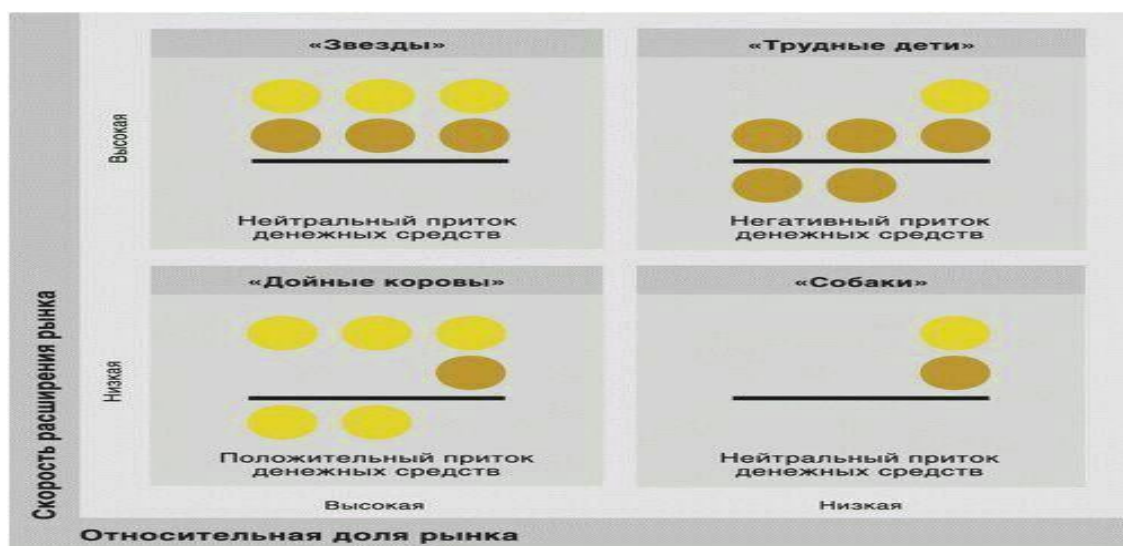 «Звезды»
Нейтральный приток
денежных средств
«Трудные дети»
Негативный приток
денежных средств
«Дойные коровы»
Положительный приток
денежных средств
«Собаки»
Нейтральный приток
денежных средств
Высокая
Низкая
Скорость расширения рынка
Высокая
Низкая
Относительная доля рынка